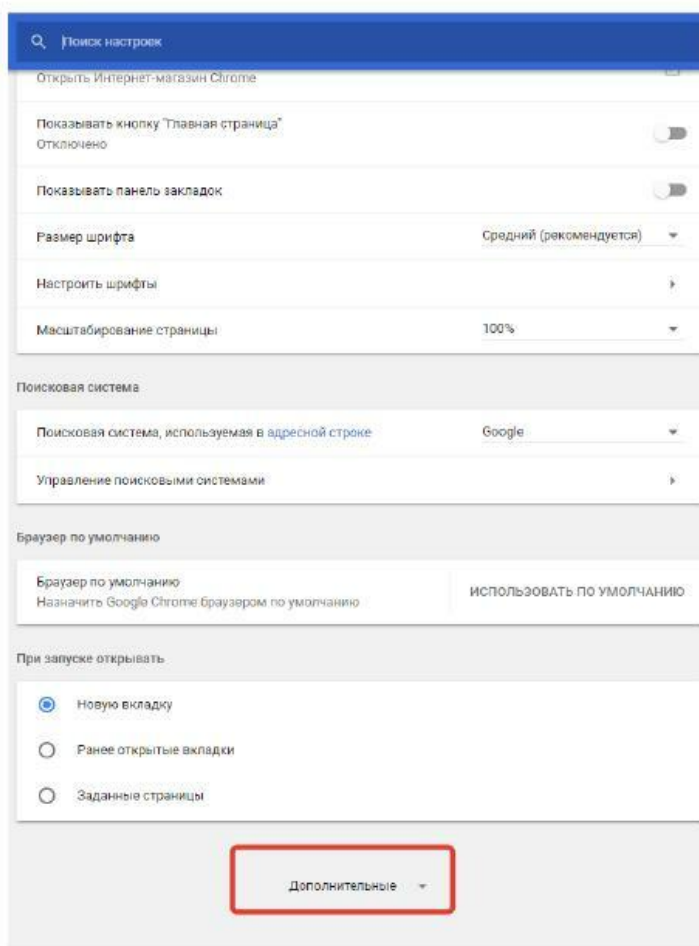 Поиск настроек
Открыть Интернет-магазин Chrome
Показывать кнопку "Главная страница"
Отключено
Показывать панель закладок
Размер шрифта Средний (рекомендуется)
Настроить шрифты
Масштабирование страницы 100%
Поисковая система
Поисковая система, используемая в адресной строке Google
Управление поисковыми системами
Браузер по умолчанию
Браузер по умолчанию
Назначить Google Chrome браузером по умолчанию
ИСПОЛЬЗОВАТЬ ПО УМОЛЧАНИЮ
При запуске открывать
Новую вкладку
Ранее открытые вкладки
Заданные страницы
Дополнительные